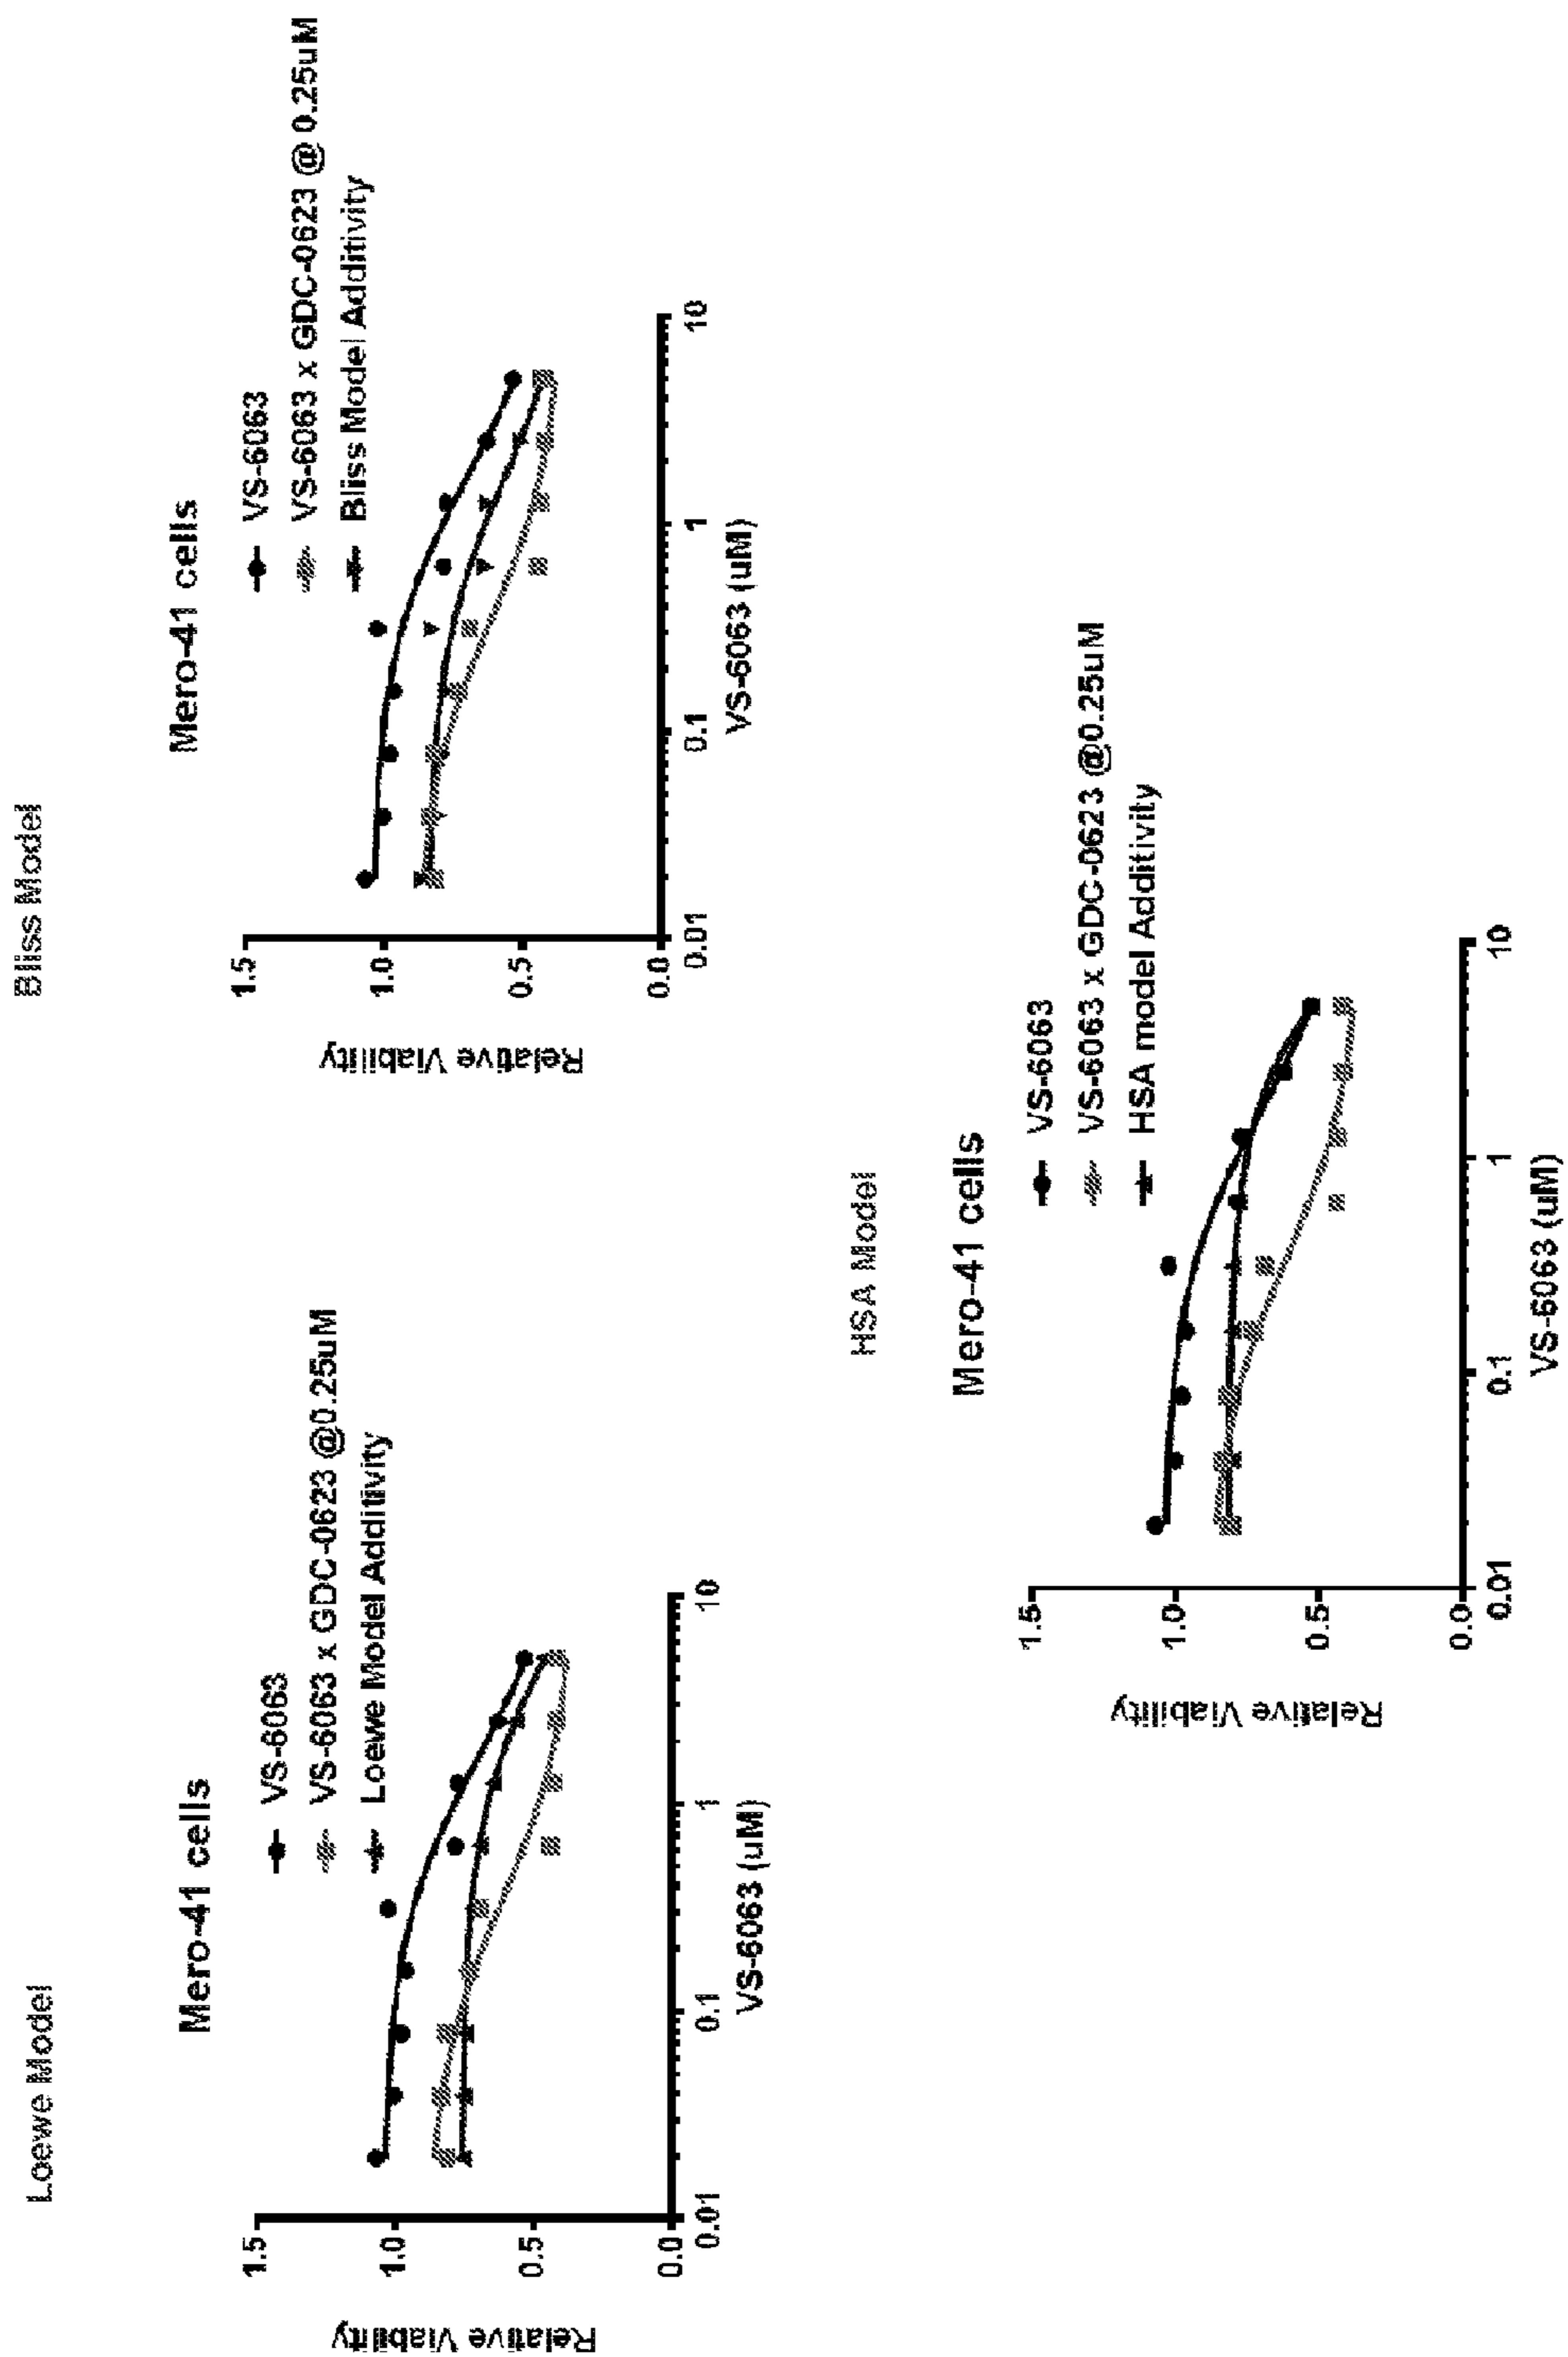 Loewe Model
Mero-41 cells
VS-6063
VS-6063 x GDC-0623 @0.25uM
Loewe Model Additivity
Relative Viability
1.5
1.0
0.5
0.0
0.01
0.1
1
10
VS-6063 (uM)
Bliss Model
Mero-41 cells
VS-6063
VS-6063 x GDC-0623 @ 0.25uM
Bliss Model Additivity
Relative Viability
1.5
1.0
0.5
0.0
0.01
0.1
1
10
VS-6063 (uM)
HSA Model
Mero-41 cells
VS-6063
VS-6063 x GDC-0623 @0.25uM
HSA model Additivity
Relative Viability
1.5
1.0
0.5
0.0
0.01
0.1
1
10
VS-6063 (uM)